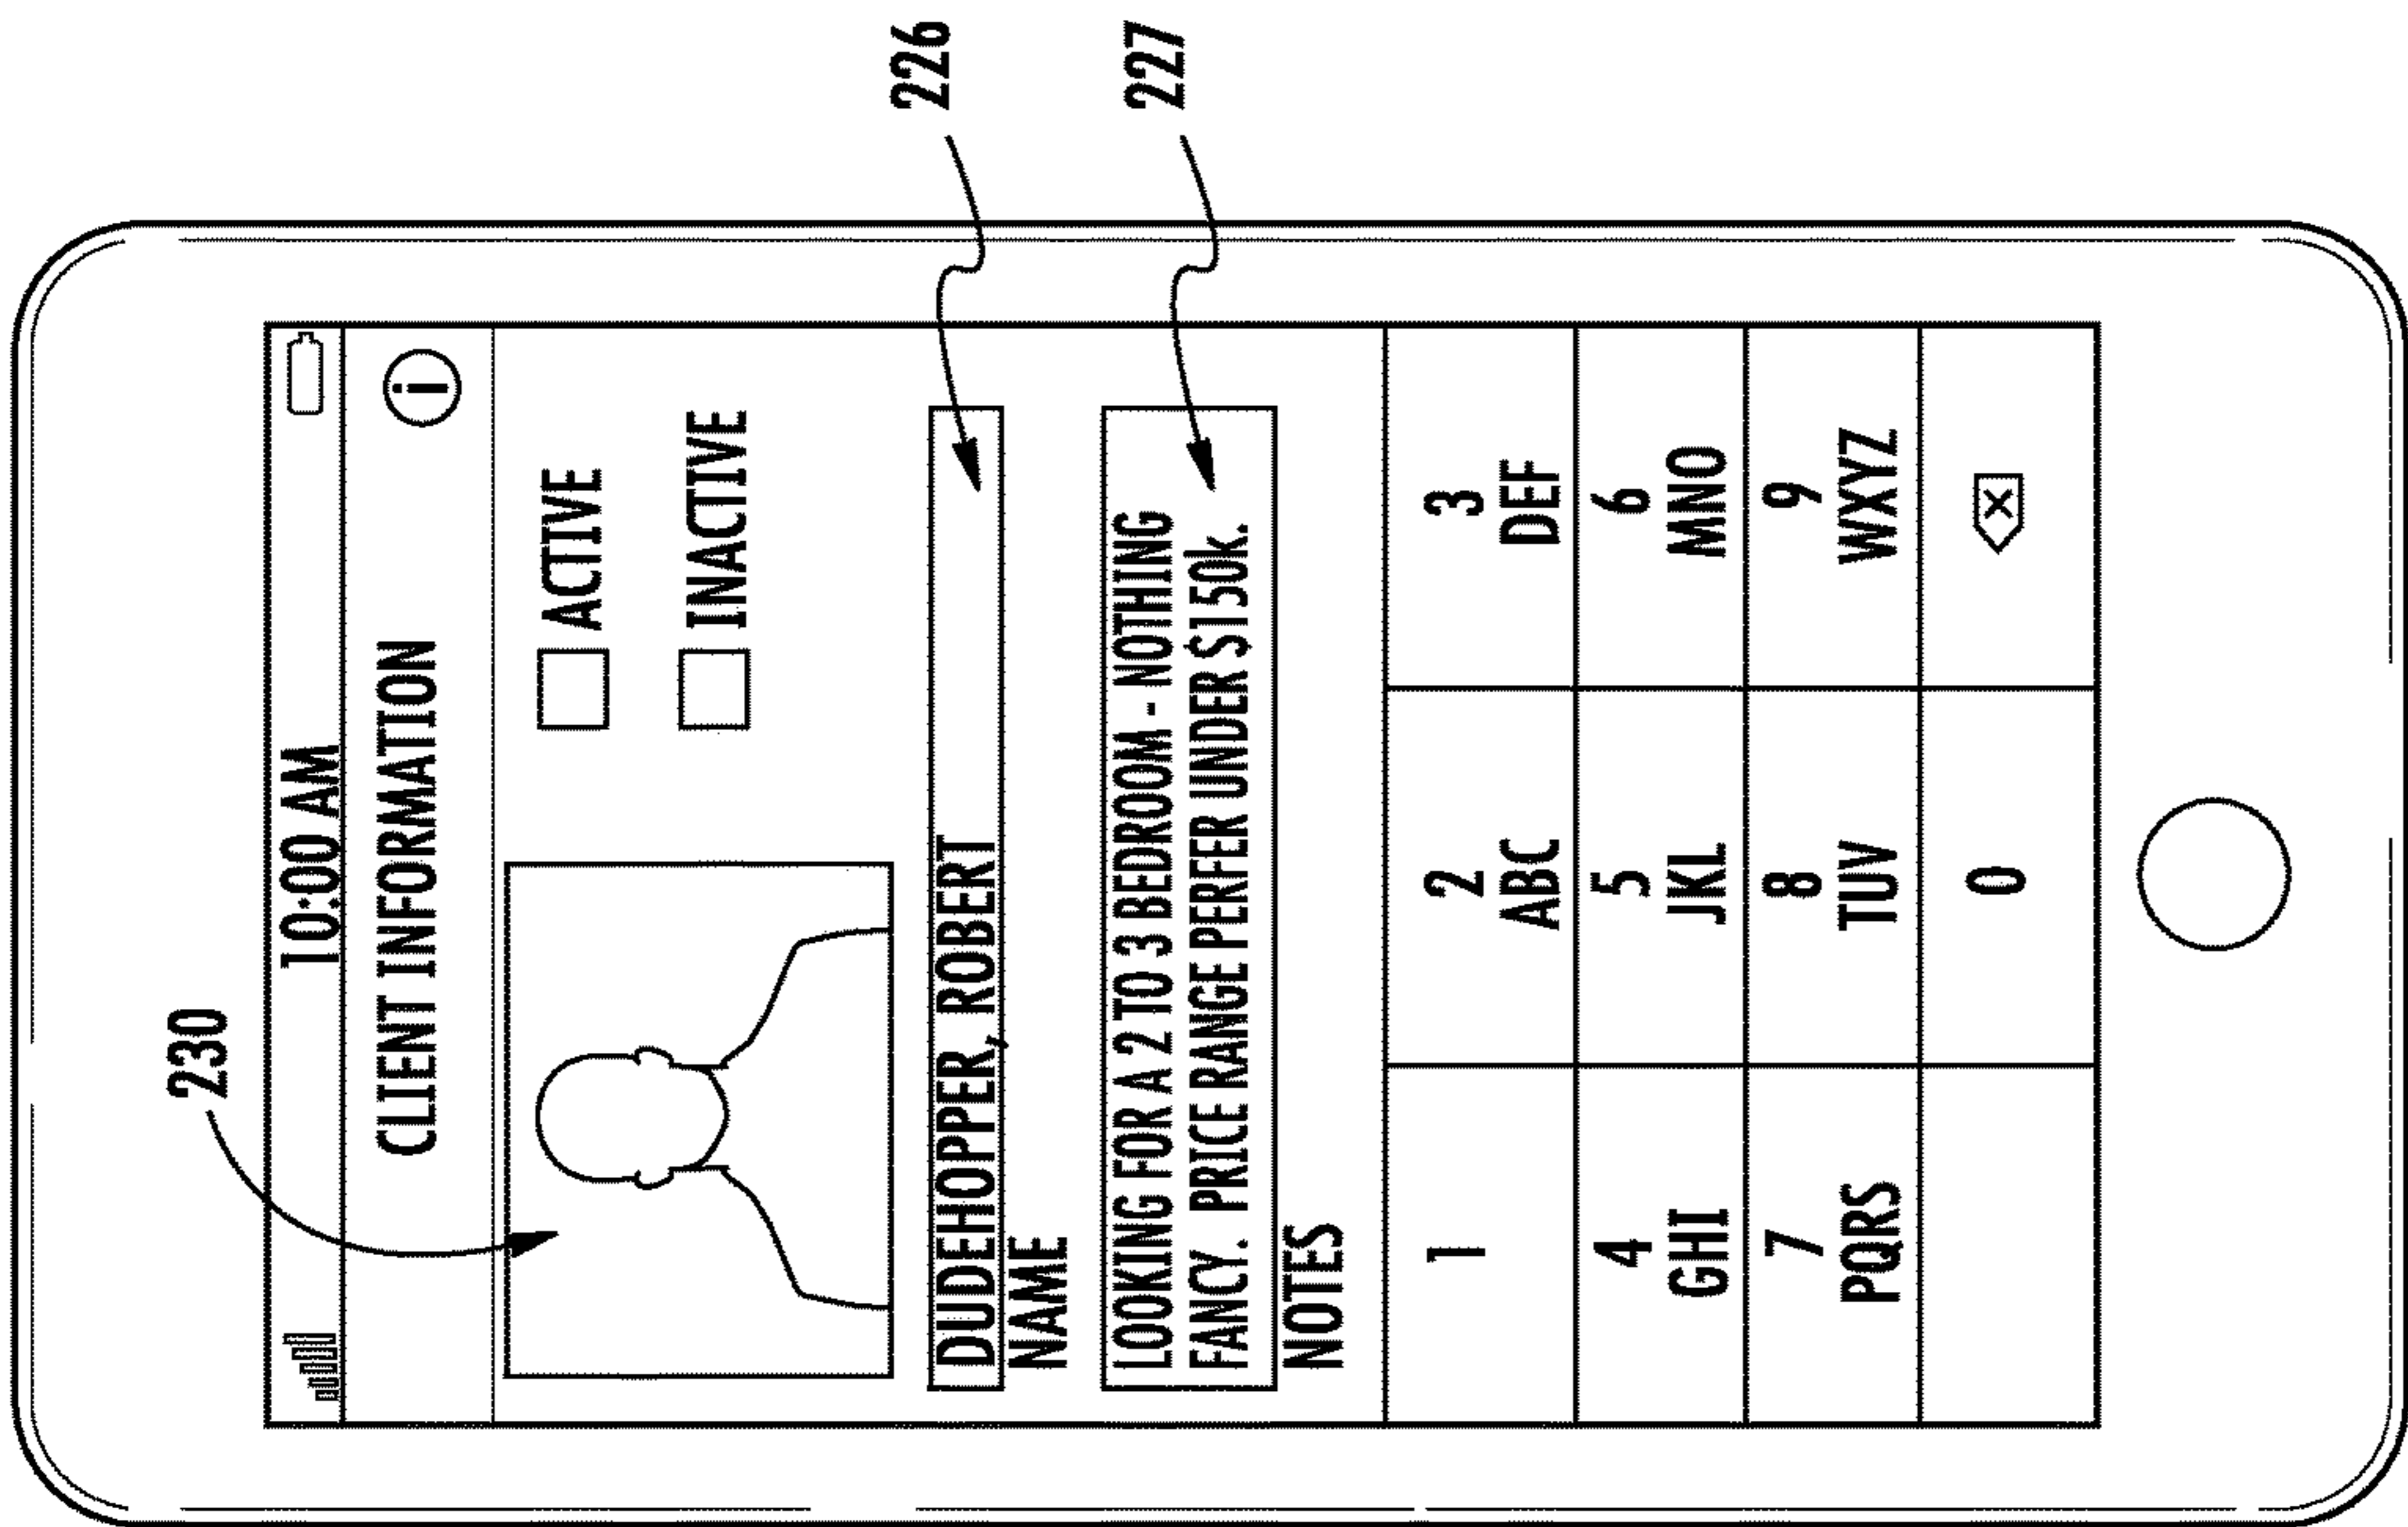 230
10:00 AM
CLIENT INFORMATION
i
ACTIVE
INACTIVE
DUDEHOPPER, ROBERT
226
NAME
LOOKING FOR A 2 TO 3 BEDROOM - NOTHING
FANCY. PRICE RANGE PERFER UNDER $150k.
227
NOTES
1 2 3
ABC DEF
4 5 6
GHI JKL MNO
7 8 9
PQRS TUV WXYZ
0